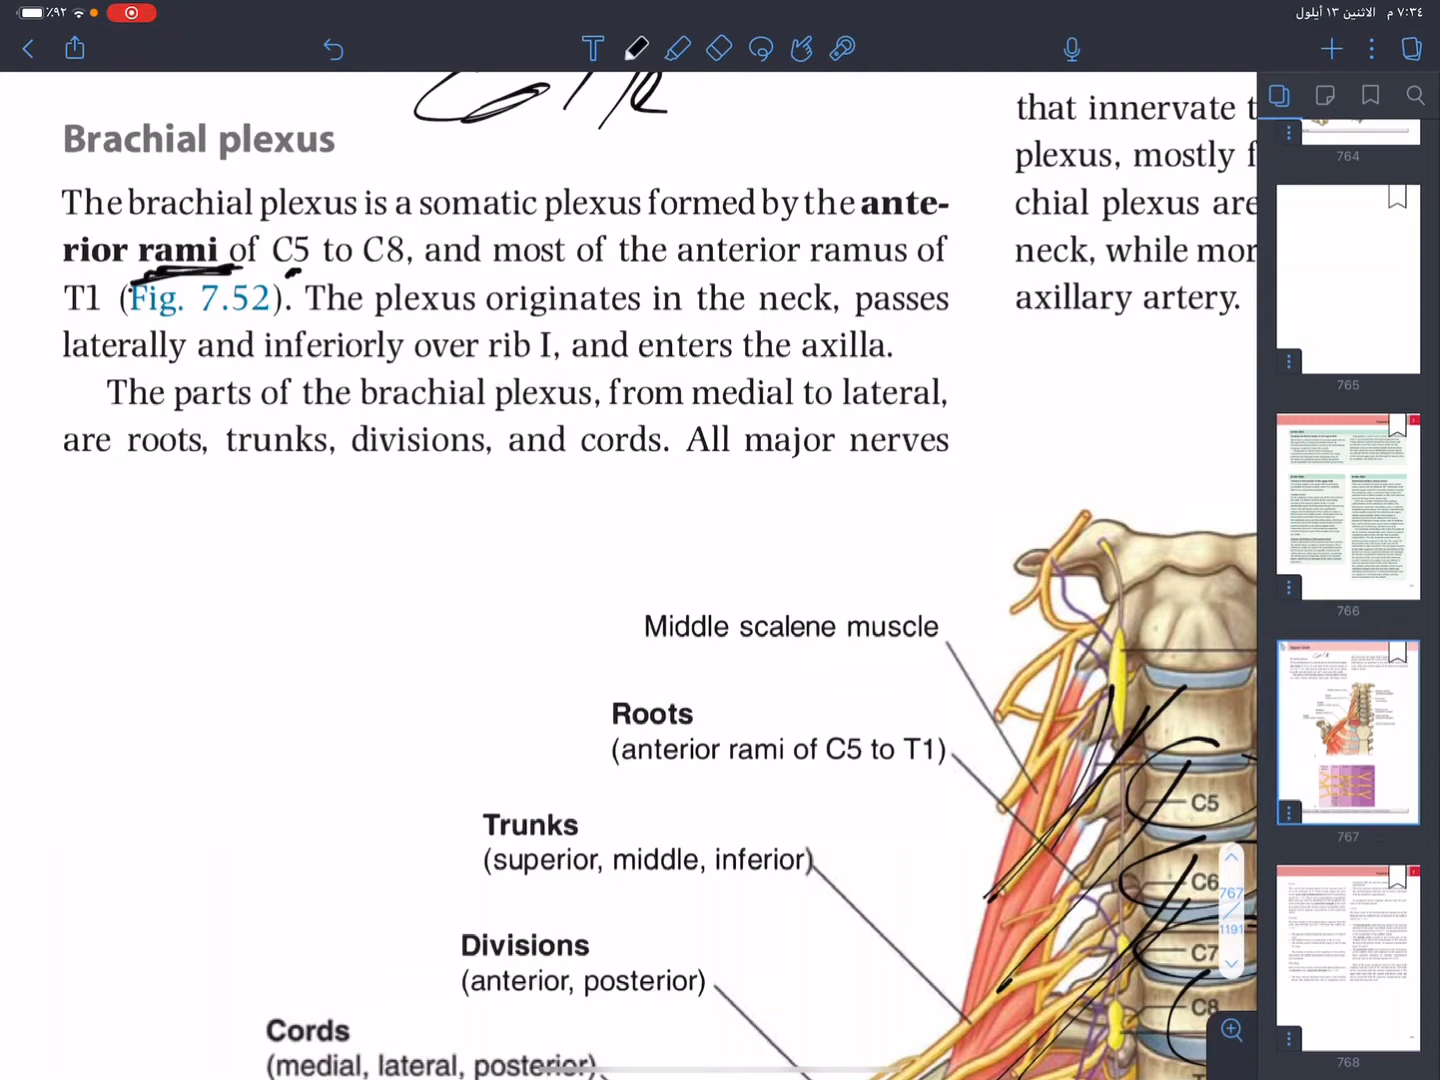 ٪٩٢
٧:٣٤ م الاثنين ١٣ أيلول
Brachial plexus
The brachial plexus is a somatic plexus formed by the ante-
rior rami of C5 to C8, and most of the anterior ramus of
T1 (Fig. 7.52). The plexus originates in the neck, passes
laterally and inferiorly over rib I, and enters the axilla.
The parts of the brachial plexus, from medial to lateral,
are roots, trunks, divisions, and cords. All major nerves
that innervate t
plexus, mostly f
chial plexus are
neck, while mor
axillary artery.
Middle scalene muscle
Roots
(anterior rami of C5 to T1)
Trunks
(superior, middle, inferior)
Divisions
(anterior, posterior)
Cords
(medial, lateral, posterior)
C5
C6
C7
C8
767
1191
764
765
766
767
768